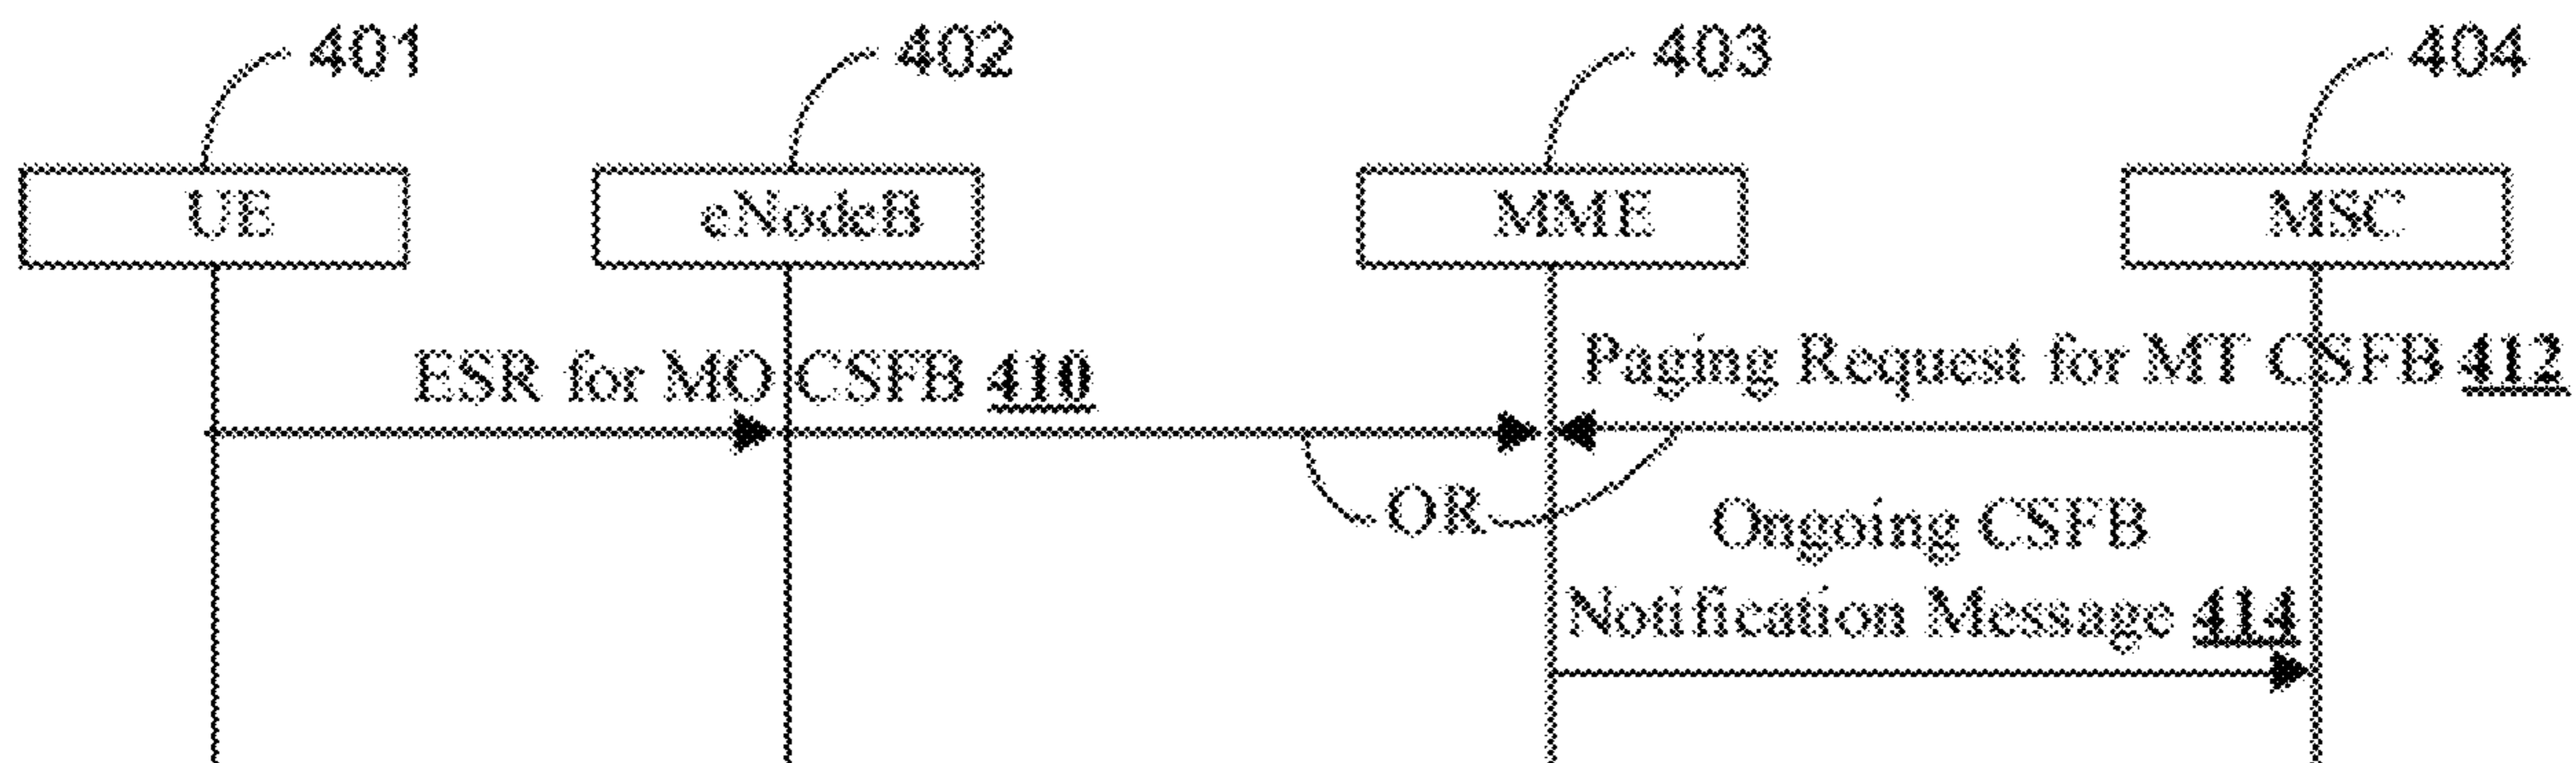 401
402
403
404
UE
eNodeB
MME
MSC
ESR for MO CSFB 410
Paging Request for MT CSFB 412
OR
Ongoing CSFB
Notification Message 414